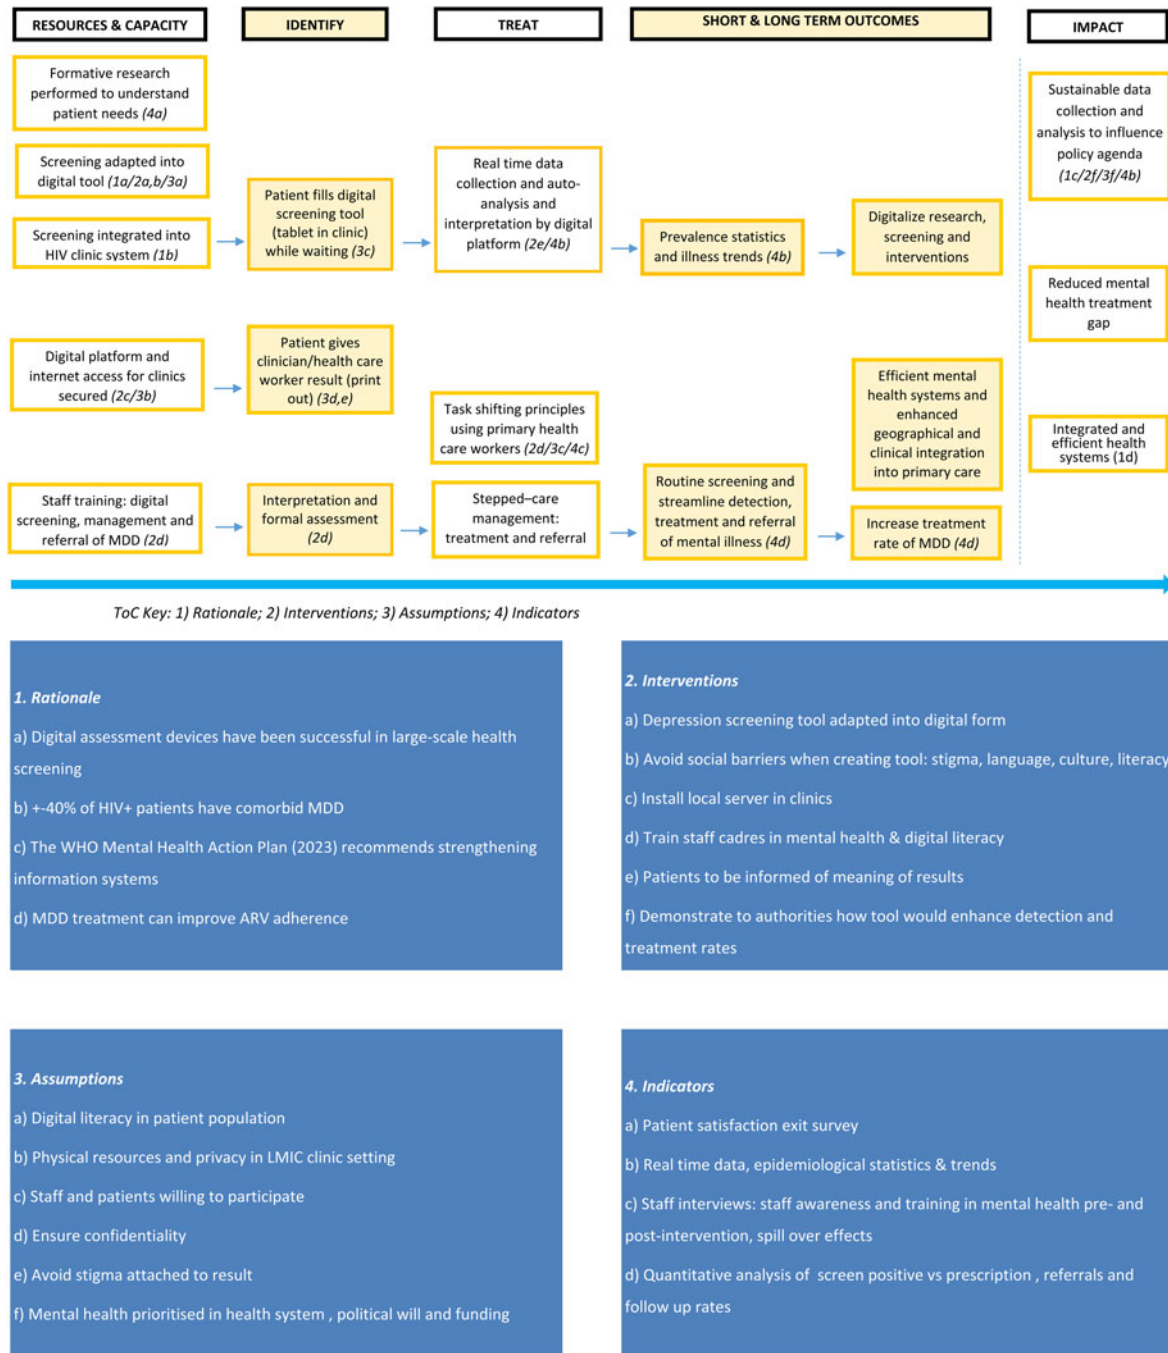 RESOURCES & CAPACITY
IDENTIFY
TREAT
SHORT & LONG TERM OUTCOMES
IMPACT
Formative research
performed to understand
patient needs (4a)
Screening adapted into
digital tool (1a/2a,b/3a)
Screening integrated into
HIV clinic system (1b)
Patient fills digital
screening tool
(tablet in clinic)
while waiting (3c)
Real time data
collection and auto-
analysis and
interpretation by digital
platform (2e/4b)
Prevalence statistics
and illness trends (4b)
Digitalize research,
screening and
interventions
Sustainable data
collection and
analysis to influence
policy agenda
(1c/2f/3f/4b)
Reduced mental
health treatment
gap
Integrated and
efficient health
systems (1d)
Digital platform and
internet access for clinics
secured (2c/3b)
Patient gives
clinician/health care
worker result (print
out) (3d,e)
Task shifting principles
using primary health
care workers (2d/3c/4c)
Efficient mental
health systems and
enhanced
geographical and
clinical integration
into primary care
Staff training: digital
screening, management and
referral of MDD (2d)
Interpretation and
formal assessment
(2d)
Stepped–care
management:
treatment and referral
Routine screening and
streamline detection,
treatment and referral
of mental illness (4d)
Increase treatment
rate of MDD (4d)
ToC Key: 1) Rationale; 2) Interventions; 3) Assumptions; 4) Indicators
1. Rationale
a) Digital assessment devices have been successful in large-scale health
screening
b) +-40% of HIV+ patients have comorbid MDD
c) The WHO Mental Health Action Plan (2023) recommends strengthening
information systems
d) MDD treatment can improve ARV adherence
2. Interventions
a) Depression screening tool adapted into digital form
b) Avoid social barriers when creating tool: stigma, language, culture, literacy
c) Install local server in clinics
d) Train staff cadres in mental health & digital literacy
e) Patients to be informed of meaning of results
f) Demonstrate to authorities how tool would enhance detection and
treatment rates
3. Assumptions
a) Digital literacy in patient population
b) Physical resources and privacy in LMIC clinic setting
c) Staff and patients willing to participate
d) Ensure confidentiality
e) Avoid stigma attached to result
f) Mental health prioritised in health system , political will and funding
4. Indicators
a) Patient satisfaction exit survey
b) Real time data, epidemiological statistics & trends
c) Staff interviews: staff awareness and training in mental health pre- and
post-intervention, spill over effects
d) Quantitative analysis of screen positive vs prescription , referrals and
follow up rates